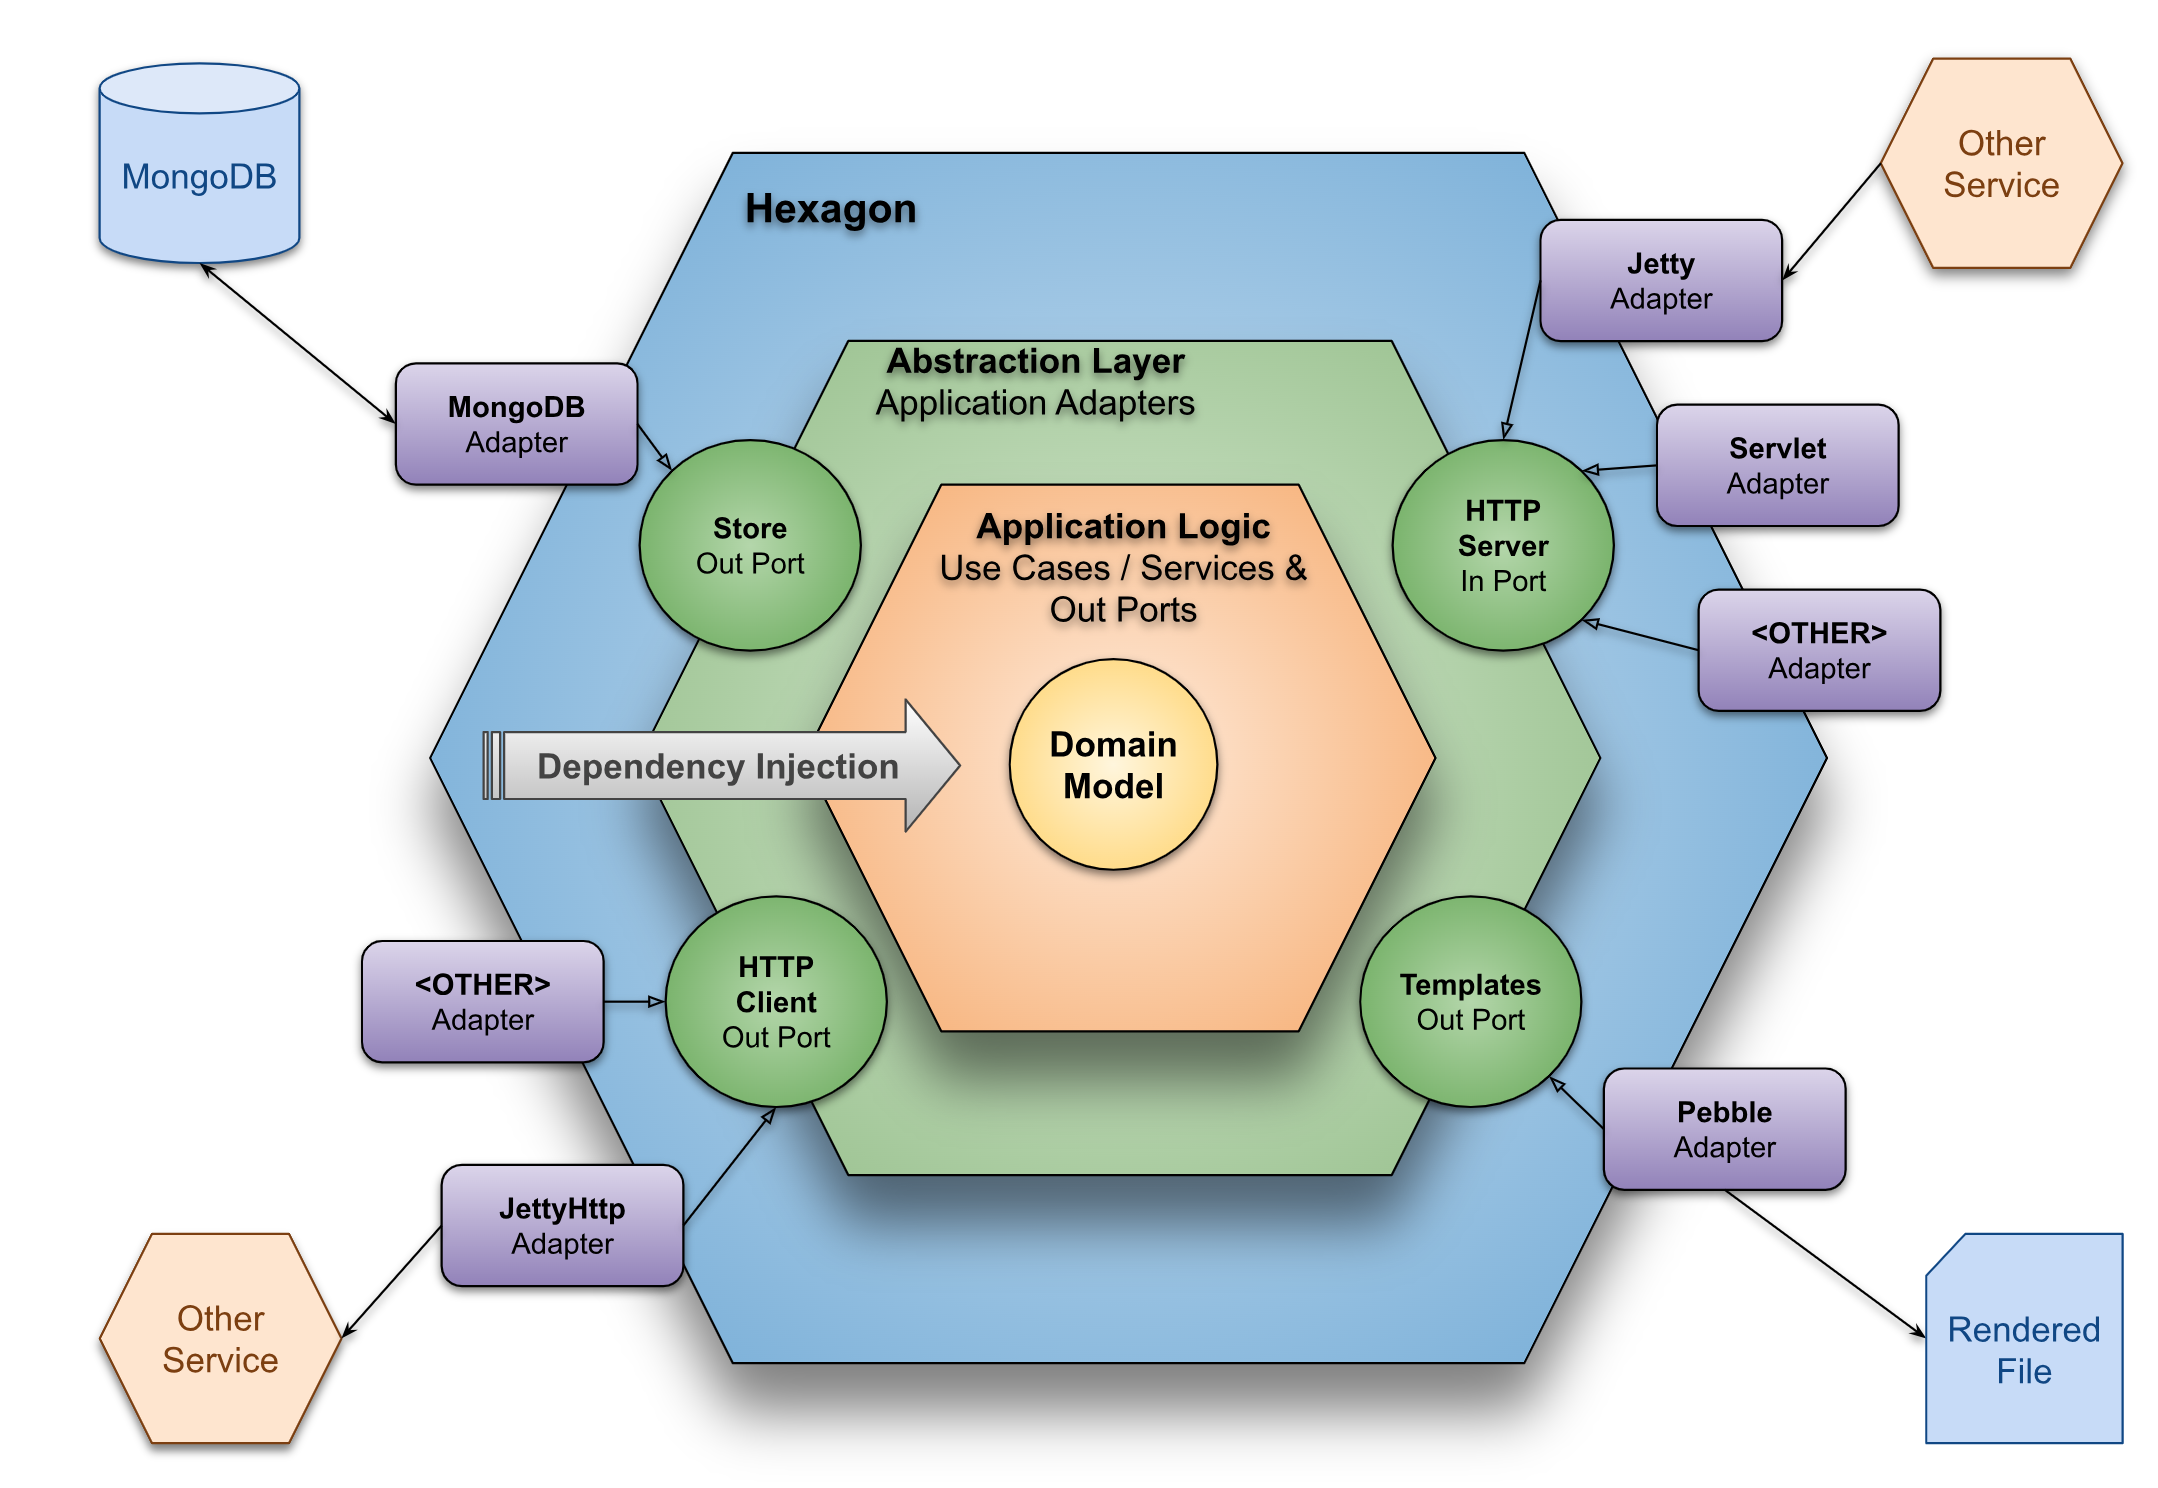 MongoDB
Other
Service
Hexagon
Jetty
Adapter
Abstraction Layer
Application Adapters
MongoDB
Adapter
Servlet
Adapter
Store
Out Port
Application Logic
Use Cases / Services &
Out Ports
HTTP
Server
In Port
<OTHER>
Adapter
Dependency Injection
Domain
Model
<OTHER>
Adapter
HTTP
Client
Out Port
Templates
Out Port
Pebble
Adapter
JettyHttp
Adapter
Other
Service
Rendered
File